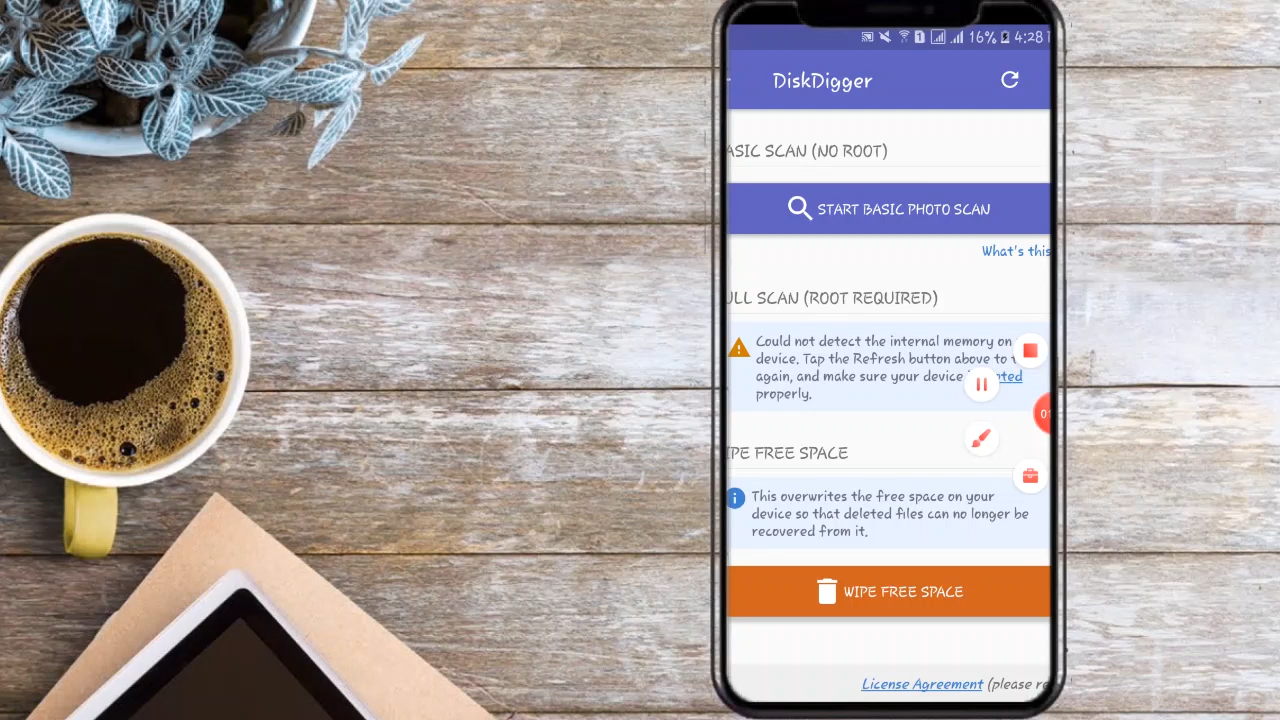 16% 4:28
DiskDigger
ASIC SCAN (NO ROOT)
START BASIC PHOTO SCAN
What's this
ULL SCAN (ROOT REQUIRED)
Could not detect the internal memory on
device. Tap the Refresh button above to
again, and make sure your device
properly.
IPE FREE SPACE
This overwrites the free space on your
device so that deleted files can no longer be
recovered from it.
WIPE FREE SPACE
License Agreement (please re